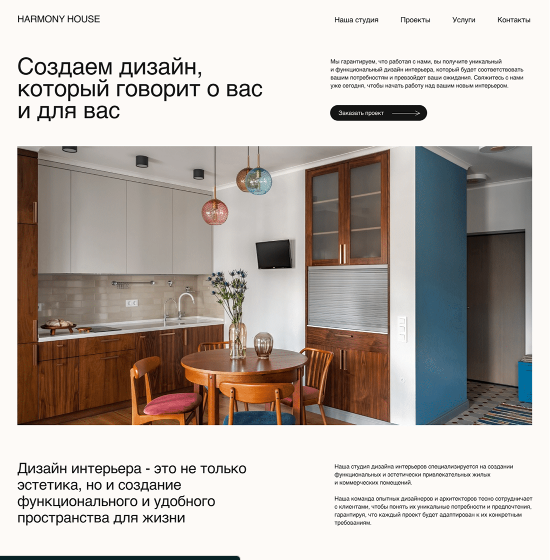 HARMONY HOUSE
Наша студия
Проекты
Услуги
Контакты
Создаем дизайн,
который говорит о вас
и для вас
Мы гарантируем, что работая с нами, вы получите уникальный
и функциональный дизайн интерьера, который будет соответствовать
вашим потребностям и превзойдет ваши ожидания. Свяжитесь с нами
уже сегодня, чтобы начать работу над вашим новым интерьером.
Заказать проект
Дизайн интерьера - это не только
эстетика, но и создание
функционального и удобного
пространства для жизни
Наша студия дизайна интерьеров специализируется на создании
функциональных и эстетически привлекательных жилых
и коммерческих помещений.
Наша команда опытных дизайнеров и архитекторов тесно сотрудничает
с клиентами, чтобы понять их уникальные потребности и предпочтения,
гарантируя, что каждый проект будет адаптирован к их конкретным
требованиям.